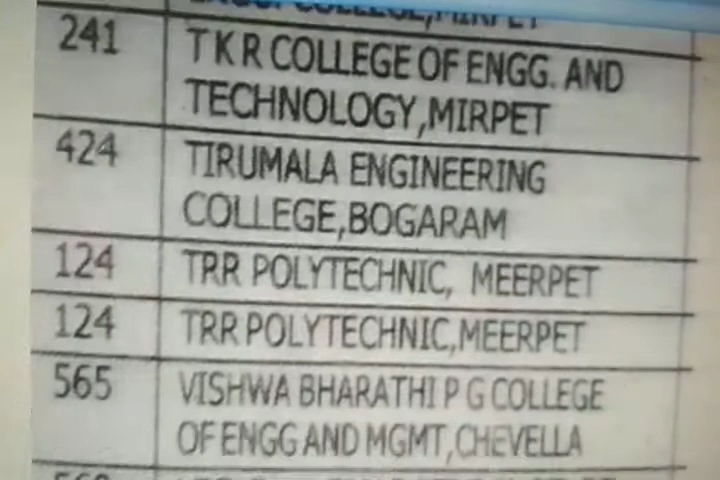 241 T K R COLLEGE OF ENGG. AND
TECHNOLOGY,MIRPET
424 TIRUMALA ENGINEERING
COLLEGE,BOGARAM
124 TRR POLYTECHNIC, MEERPET
124 TRR POLYTECHNIC,MEERPET
565 VISHWA BHARATHI P G COLLEGE
OF ENGG AND MGMT,CHEVELLA